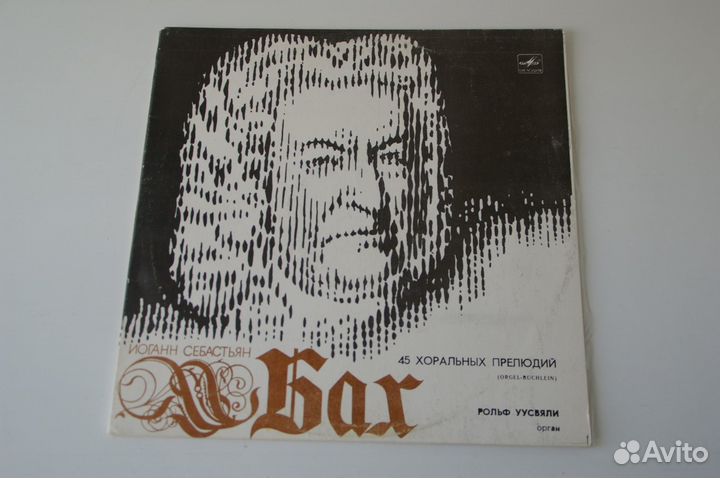 ИОГАНН СЕБАСТЬЯН
Бах
45 ХОРАЛЬНЫХ ПРЕЛЮДИЙ
(ORGEL-BÜCHLEIN)
РОЛЬФ УУСВЯЛИ
орган
Avito